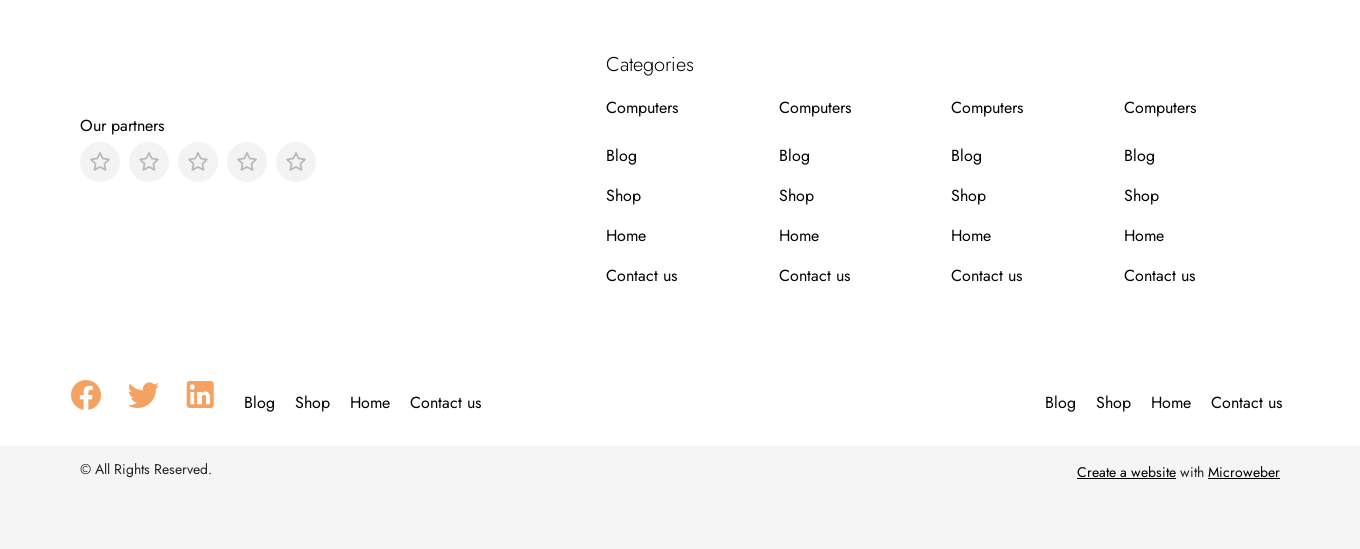 Categories
Our partners
Computers
Blog
Shop
Home
Contact us
Computers
Blog
Shop
Home
Contact us
Computers
Blog
Shop
Home
Contact us
Computers
Blog
Shop
Home
Contact us
Blog Shop Home Contact us
Blog Shop Home Contact us
© All Rights Reserved.
Create a website with Microweber